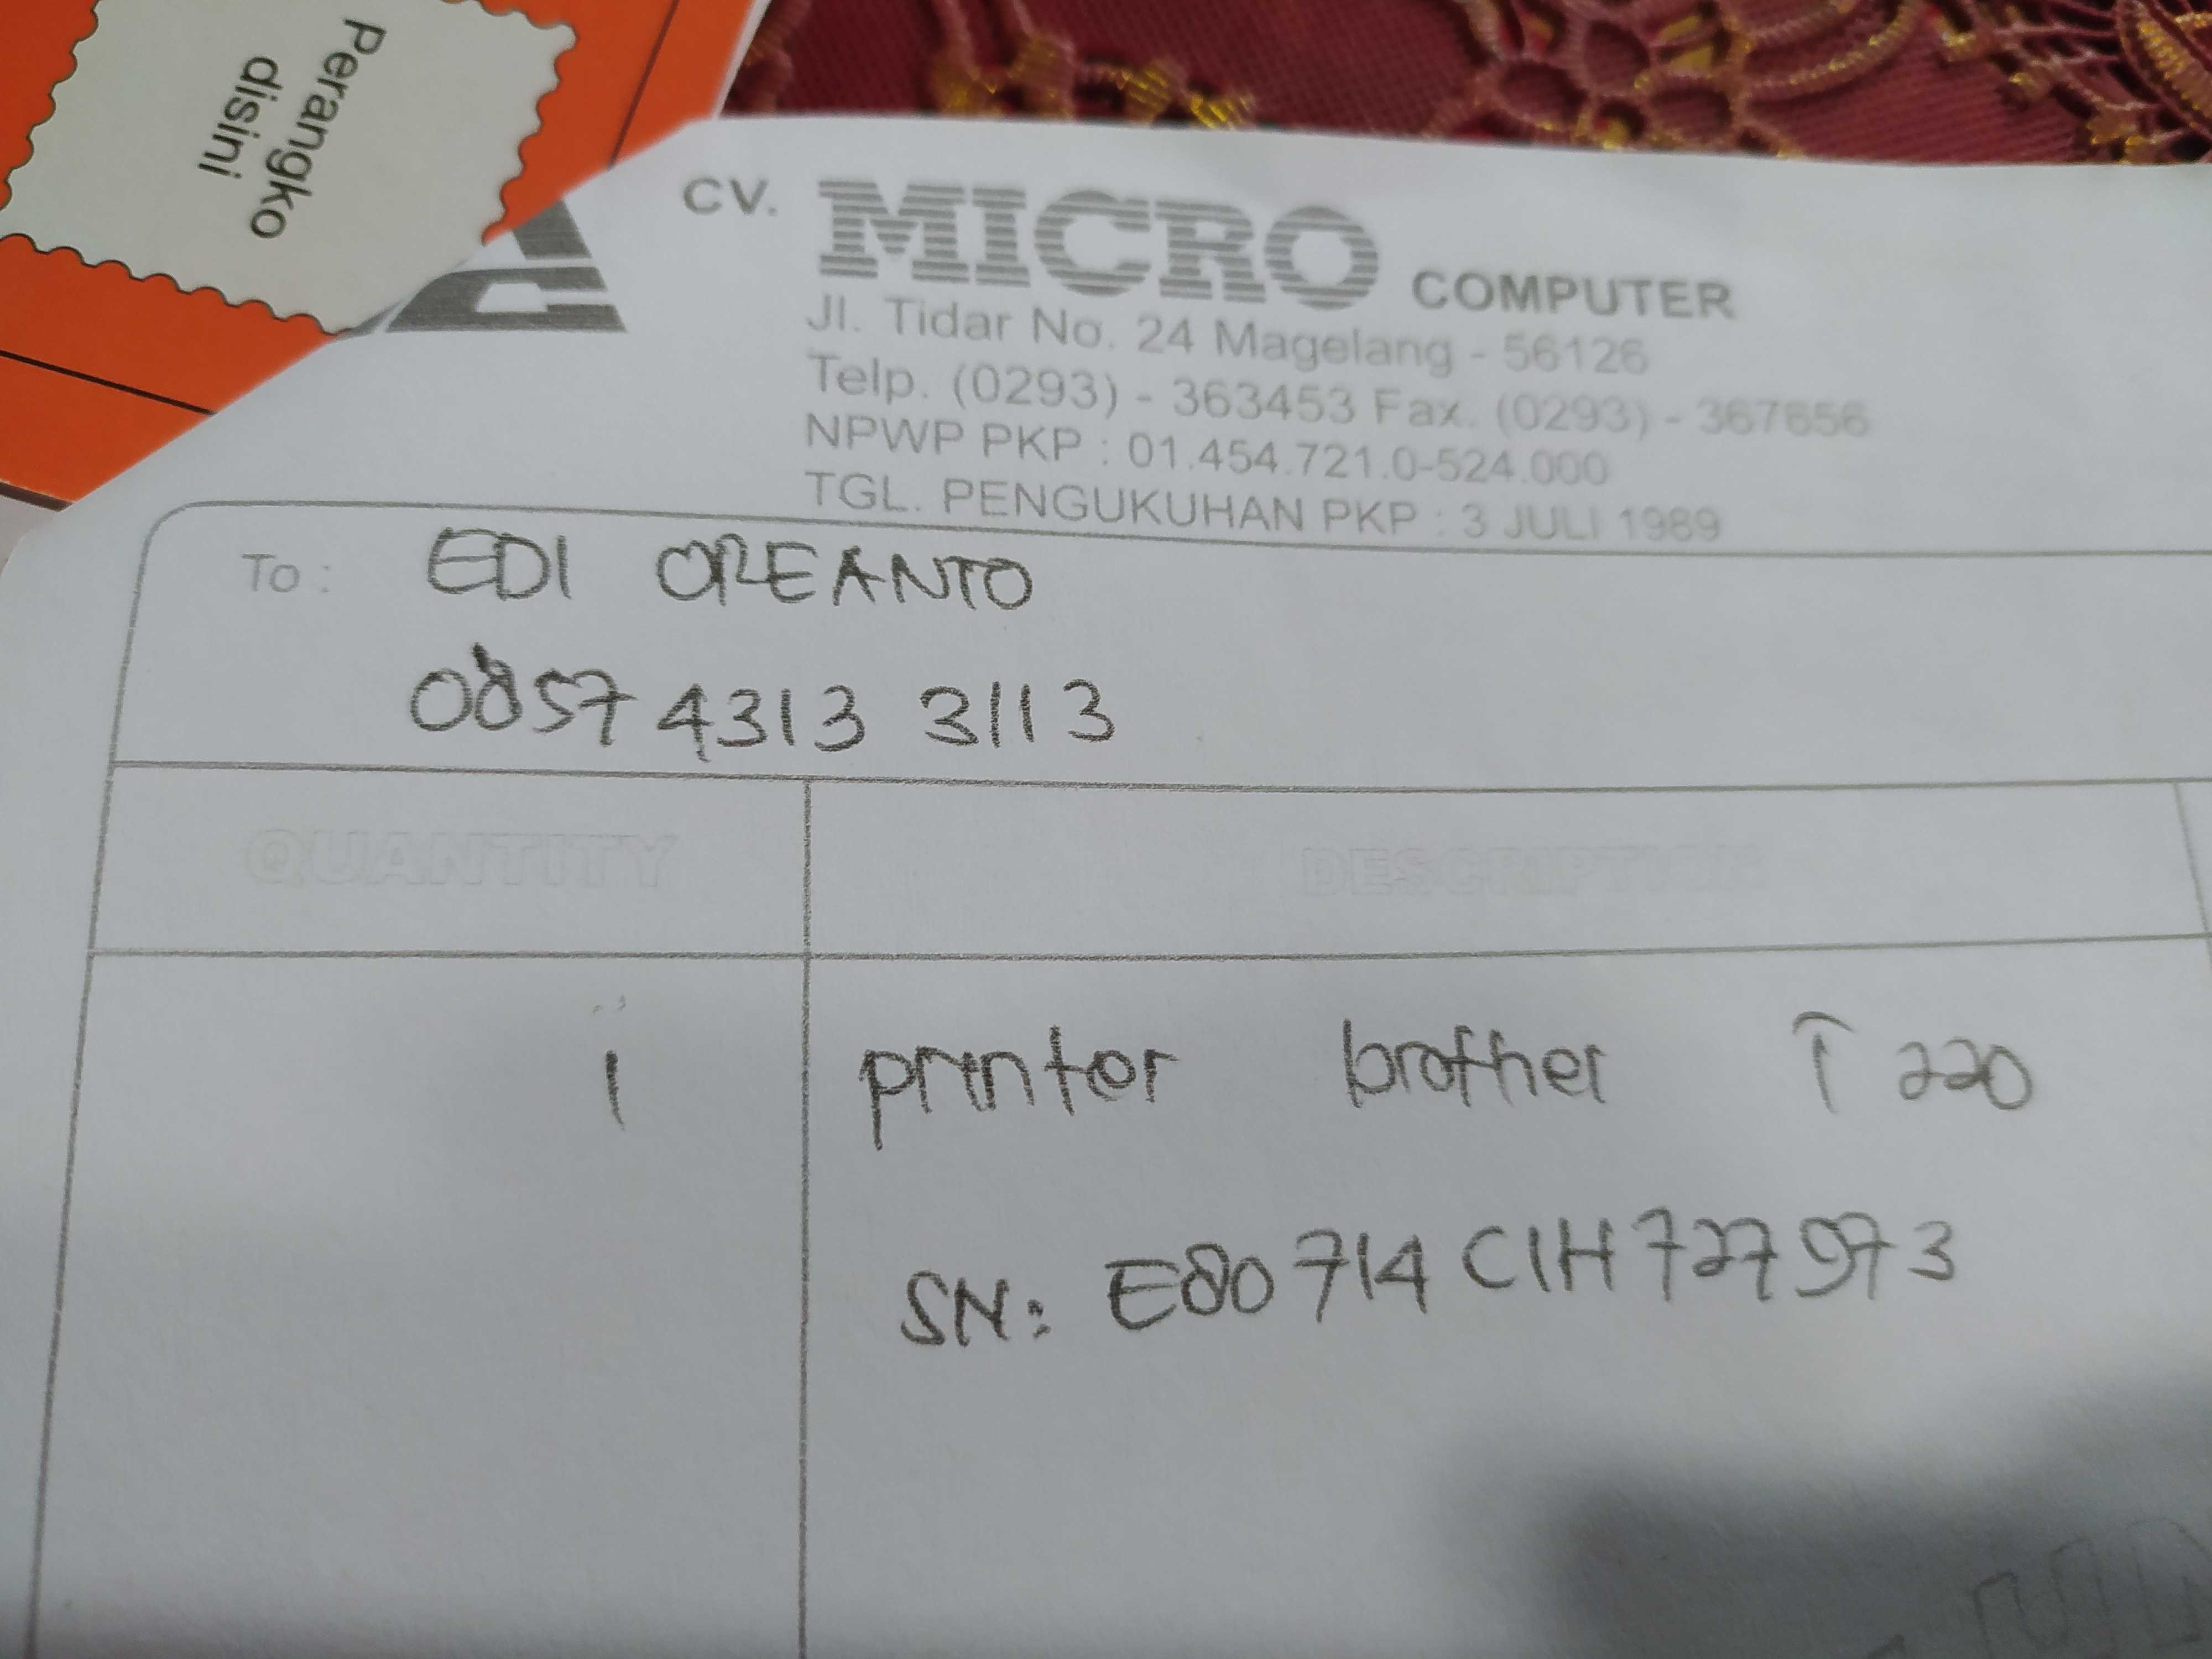 Perangko
disini
CV. MICRO COMPUTER
Jl. Tidar No. 24 Magelang - 56126
Telp. (0293) - 363453 Fax. (0293) - 367656
NPWP PKP : 01.454.721.0-524.000
TGL. PENGUKUHAN PKP : 3 JULI 1989
To : EDI OREANTO
0857 4313 3113
QUANTITY DESCRIPTION
1 printer brother T 220
SN: E80714C1H727973